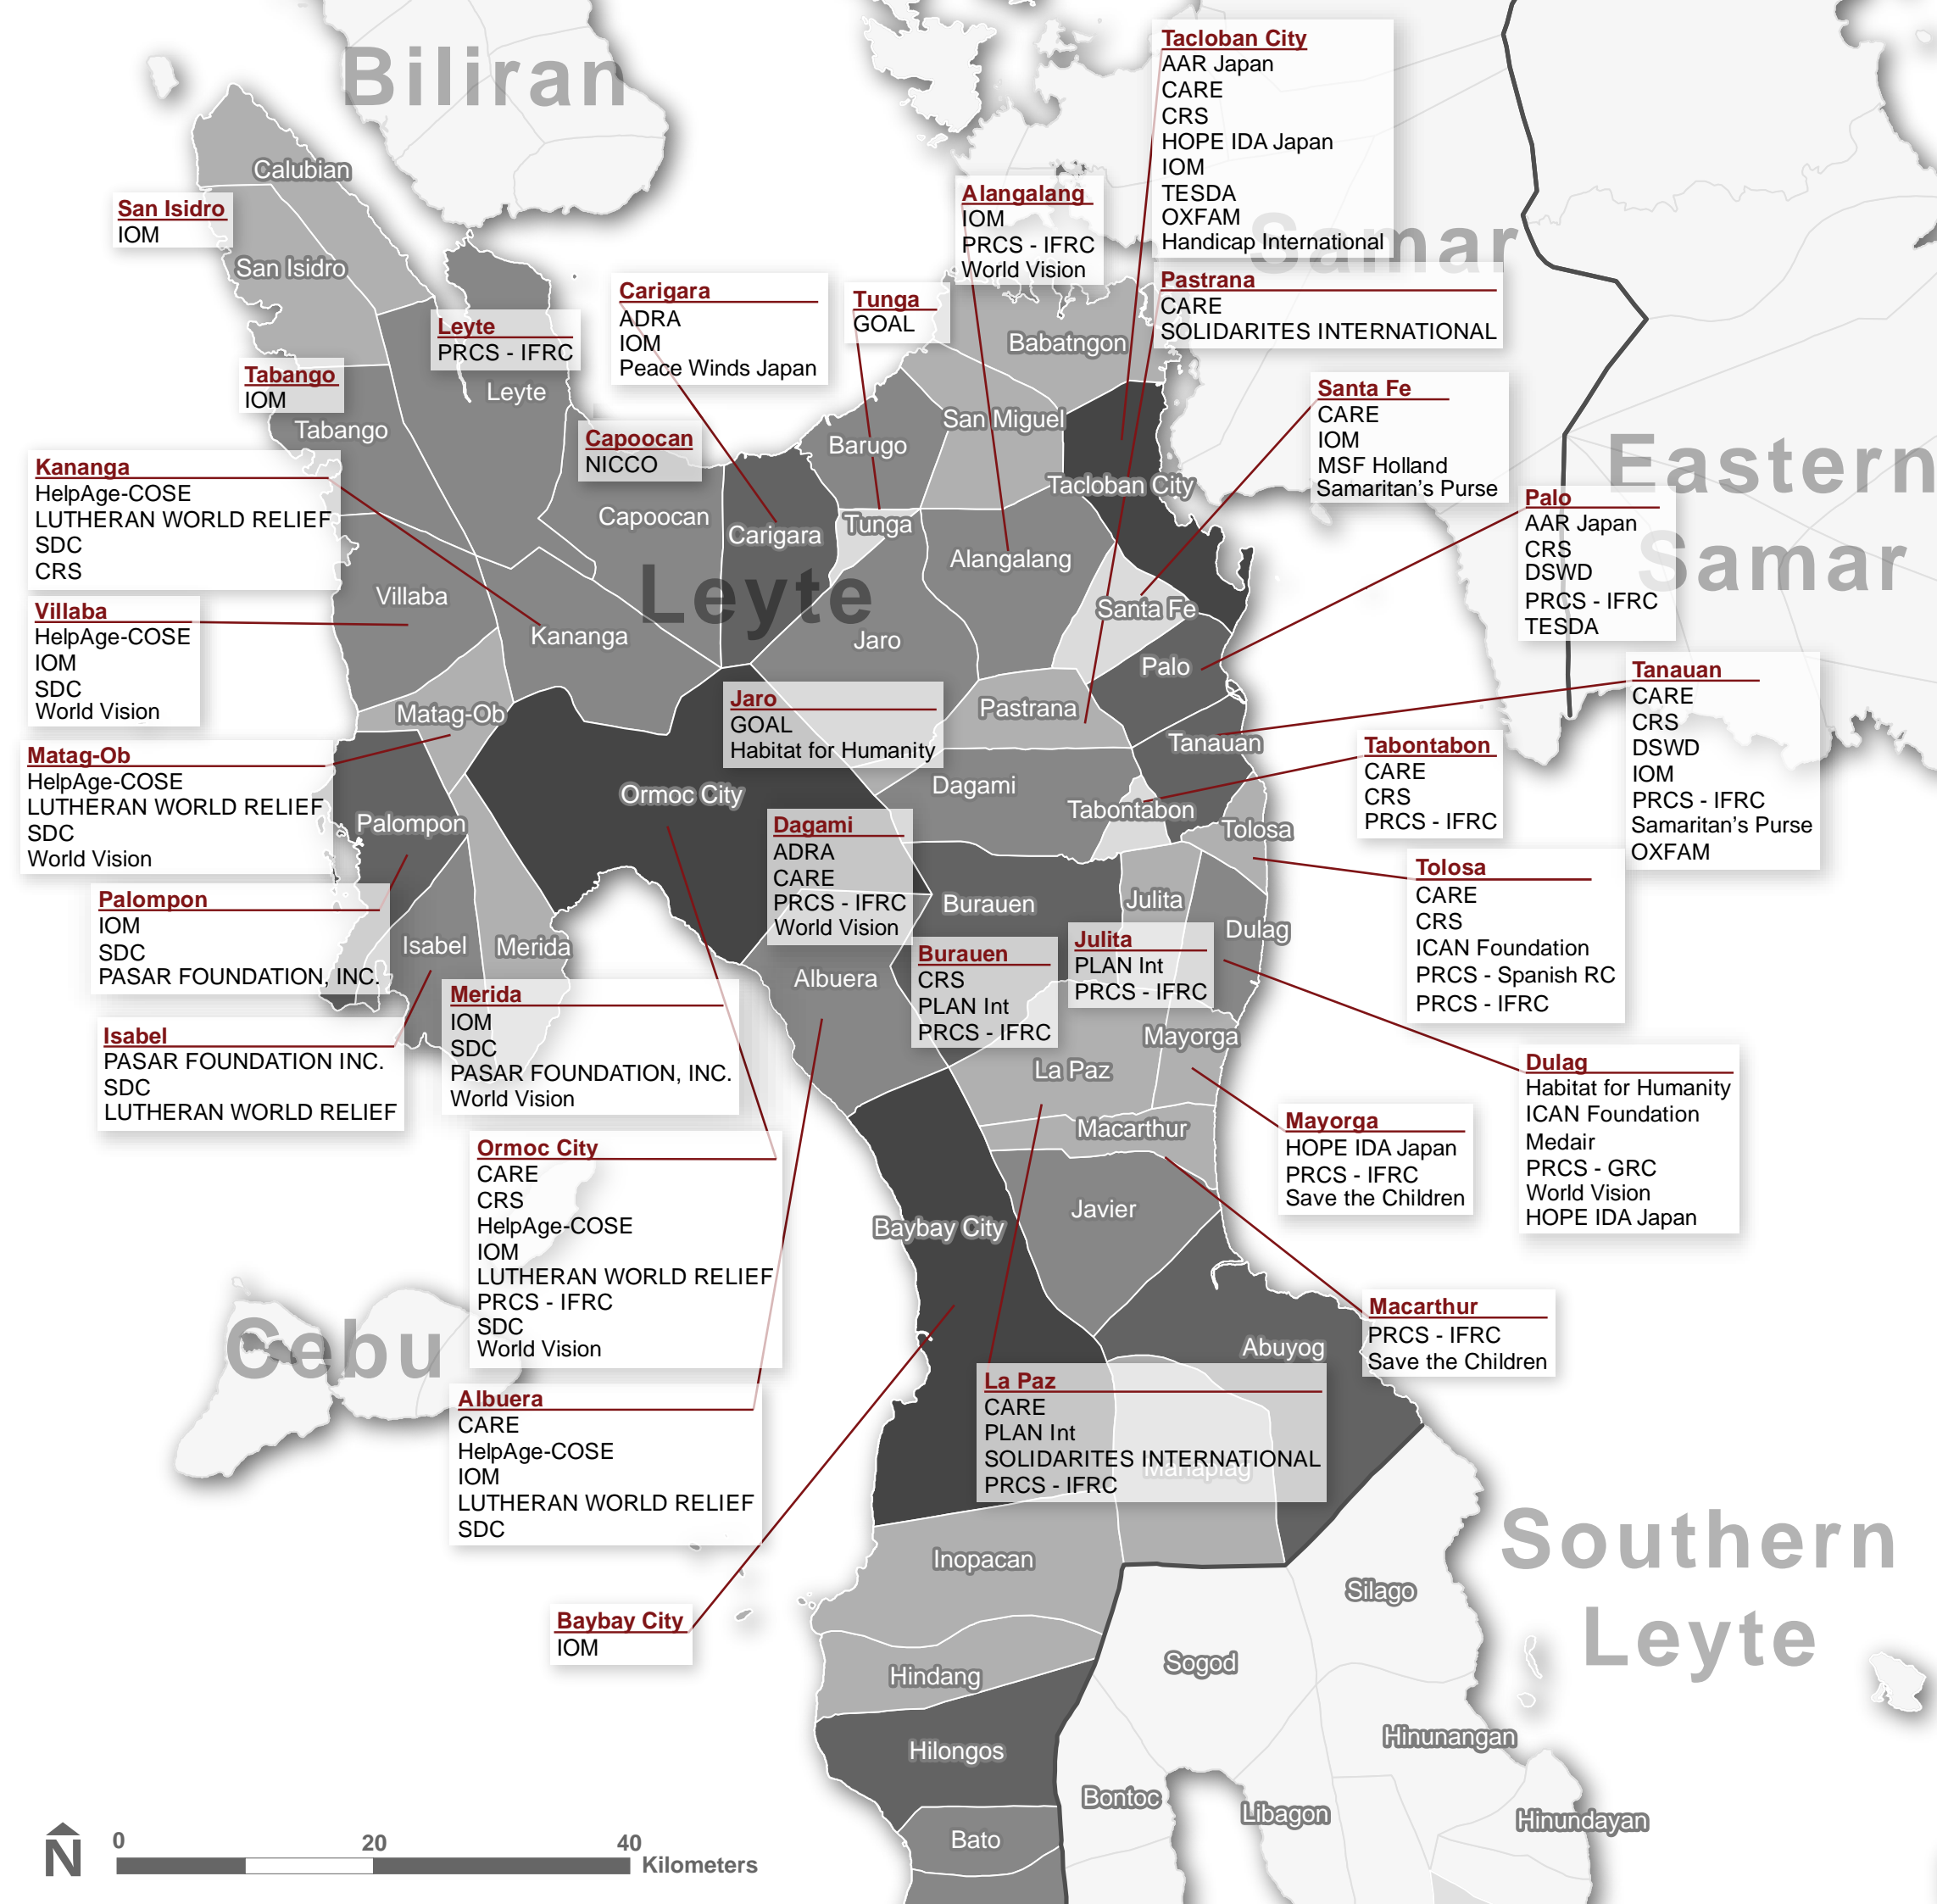 Biliran
Samar
Eastern
Samar
Leyte
Cebu
Southern
Leyte
Tacloban City
AAR Japan
CARE
CRS
HOPE IDA Japan
IOM
TESDA
OXFAM
Handicap International
Calubian
San Isidro
IOM
San Isidro
Alangalang
IOM
PRCS - IFRC
World Vision
Pastrana
CARE
SOLIDARITES INTERNATIONAL
Carigara
ADRA
IOM
Peace Winds Japan
Tunga
GOAL
Leyte
PRCS - IFRC
Leyte
Babatngon
Tabango
IOM
Tabango
Santa Fe
CARE
IOM
MSF Holland
Samaritan's Purse
Capoocan
NICCO
Capoocan
Barugo
San Miguel
Kananga
HelpAge-COSE
LUTHERAN WORLD RELIEF
SDC
CRS
Tacloban City
Palo
AAR Japan
CRS
DSWD
PRCS - IFRC
TESDA
Carigara
Tunga
Alangalang
Villaba
HelpAge-COSE
IOM
SDC
World Vision
Villaba
Kananga
Jaro
Santa Fe
Palo
Tanauan
CARE
CRS
DSWD
IOM
PRCS - IFRC
Samaritan's Purse
OXFAM
Jaro
GOAL
Habitat for Humanity
Matag-Ob
Pastrana
Tanauan
Tabontabon
CARE
CRS
PRCS - IFRC
Matag-Ob
HelpAge-COSE
LUTHERAN WORLD RELIEF
SDC
World Vision
Ormoc City
Dagami
Tabontabon
Tolosa
Palompon
Dagami
ADRA
CARE
PRCS - IFRC
World Vision
Tolosa
CARE
CRS
ICAN Foundation
PRCS - Spanish RC
PRCS - IFRC
Palompon
IOM
SDC
PASAR FOUNDATION, INC.
Burauen
Julita
Dulag
Isabel
Merida
Albuera
Burauen
CRS
PLAN Int
PRCS - IFRC
Julita
PLAN Int
PRCS - IFRC
Merida
IOM
SDC
PASAR FOUNDATION, INC.
World Vision
Isabel
PASAR FOUNDATION INC.
SDC
LUTHERAN WORLD RELIEF
La Paz
Mayorga
Dulag
Habitat for Humanity
ICAN Foundation
Medair
PRCS - GRC
World Vision
HOPE IDA Japan
Macarthur
Mayorga
HOPE IDA Japan
PRCS - IFRC
Save the Children
Ormoc City
CARE
CRS
HelpAge-COSE
IOM
LUTHERAN WORLD RELIEF
PRCS - IFRC
SDC
World Vision
Baybay City
Javier
Macarthur
PRCS - IFRC
Save the Children
Abuyog
Albuera
CARE
HelpAge-COSE
IOM
LUTHERAN WORLD RELIEF
SDC
La Paz
CARE
PLAN Int
SOLIDARITES INTERNATIONAL
PRCS - IFRC
Mahaplag
Baybay City
IOM
Inopacan
Silago
Hindang
Sogod
Hilongos
Hinunangan
Bontoc
Libagon
Hinundayan
Bato
N
0 20 40
Kilometers